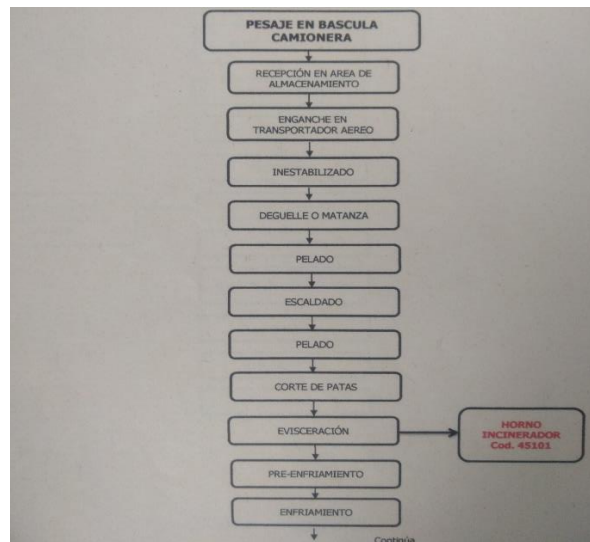 PESAJE EN BASCULA
CAMIONERA
RECEPCIÓN EN AREA DE
ALMACENAMIENTO
ENGANCHE EN
TRANSPORTADOR AEREO
INESTABILIZADO
DEGUELLE O MATANZA
PELADO
ESCALDADO
PELADO
CORTE DE PATAS
EVISCERACIÓN
HORNO
INCINERADOR
Cod. 45101
PRE-ENFRIAMIENTO
ENFRIAMIENTO
Continúa